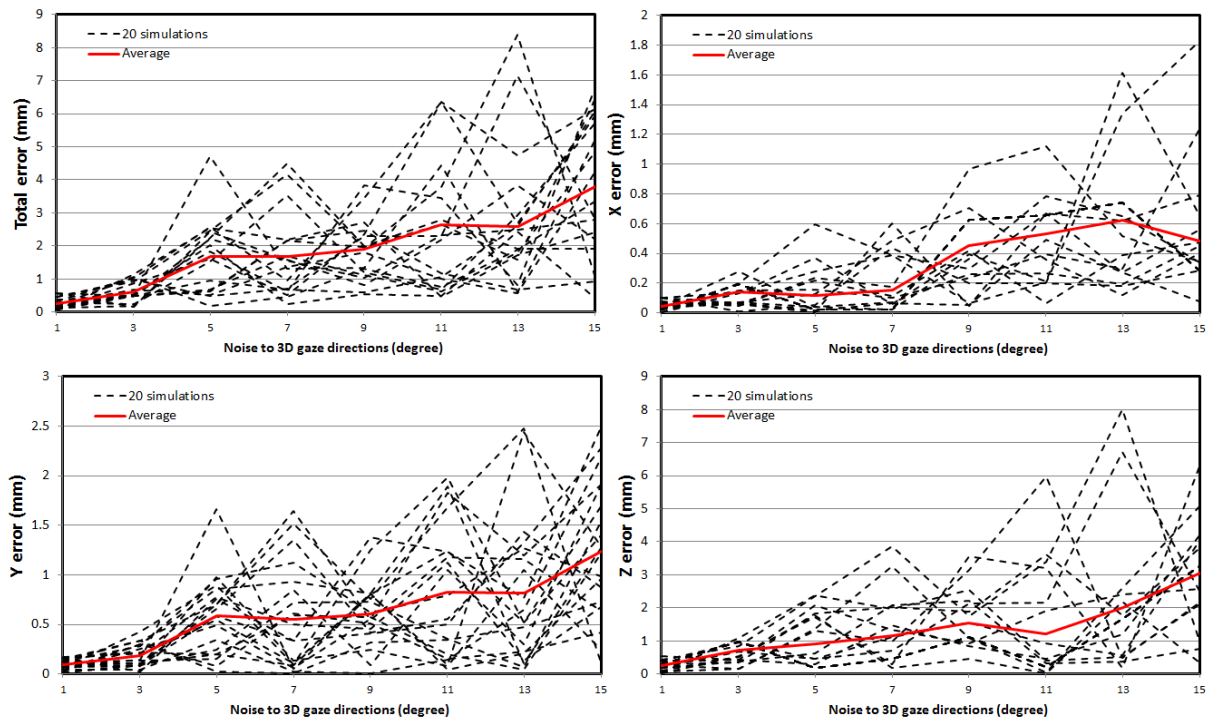 9
8
7
6
5
4
3
2
1
0
Total error (mm)
20 simulations
Average
1 3 5 7 9 11 13 15
Noise to 3D gaze directions (degree)
2
1.8
1.6
1.4
1.2
1
0.8
0.6
0.4
0.2
0
X error (mm)
20 simulations
Average
1 3 5 7 9 11 13 15
Noise to 3D gaze directions (degree)
3
2.5
2
1.5
1
0.5
0
Y error (mm)
20 simulations
Average
1 3 5 7 9 11 13 15
Noise to 3D gaze directions (degree)
9
8
7
6
5
4
3
2
1
0
Z error (mm)
20 simulations
Average
1 3 5 7 9 11 13 15
Noise to 3D gaze directions (degree)